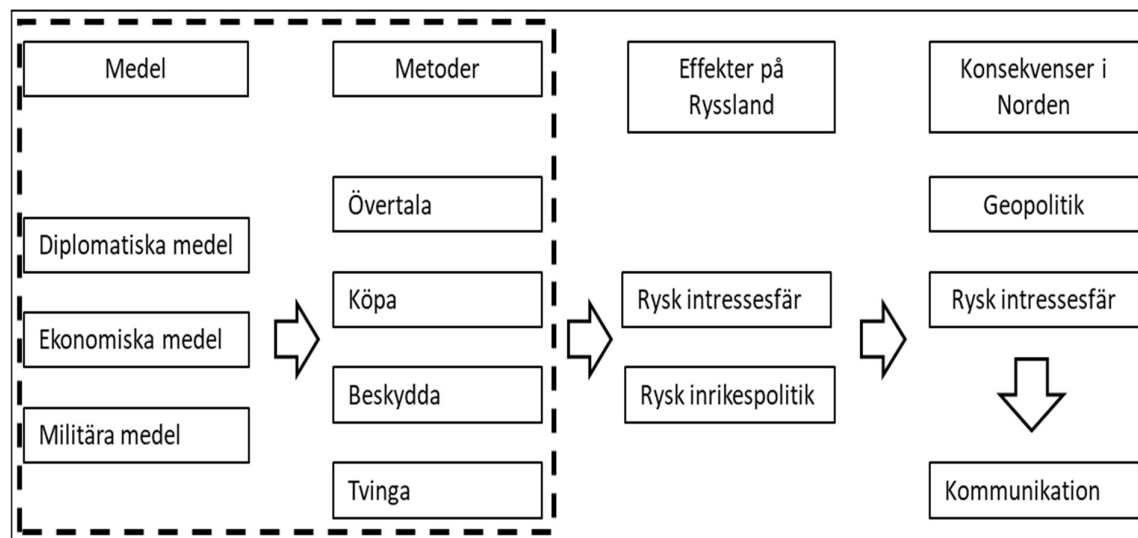 Medel
Metoder
Effekter på
Ryssland
Konsekvenser i
Norden
Diplomatiska medel
Ekonomiska medel
Militära medel
Övertala
Köpa
Beskydda
Tvinga
Rysk intressesfär
Rysk inrikespolitik
Geopolitik
Rysk intressesfär
Kommunikation